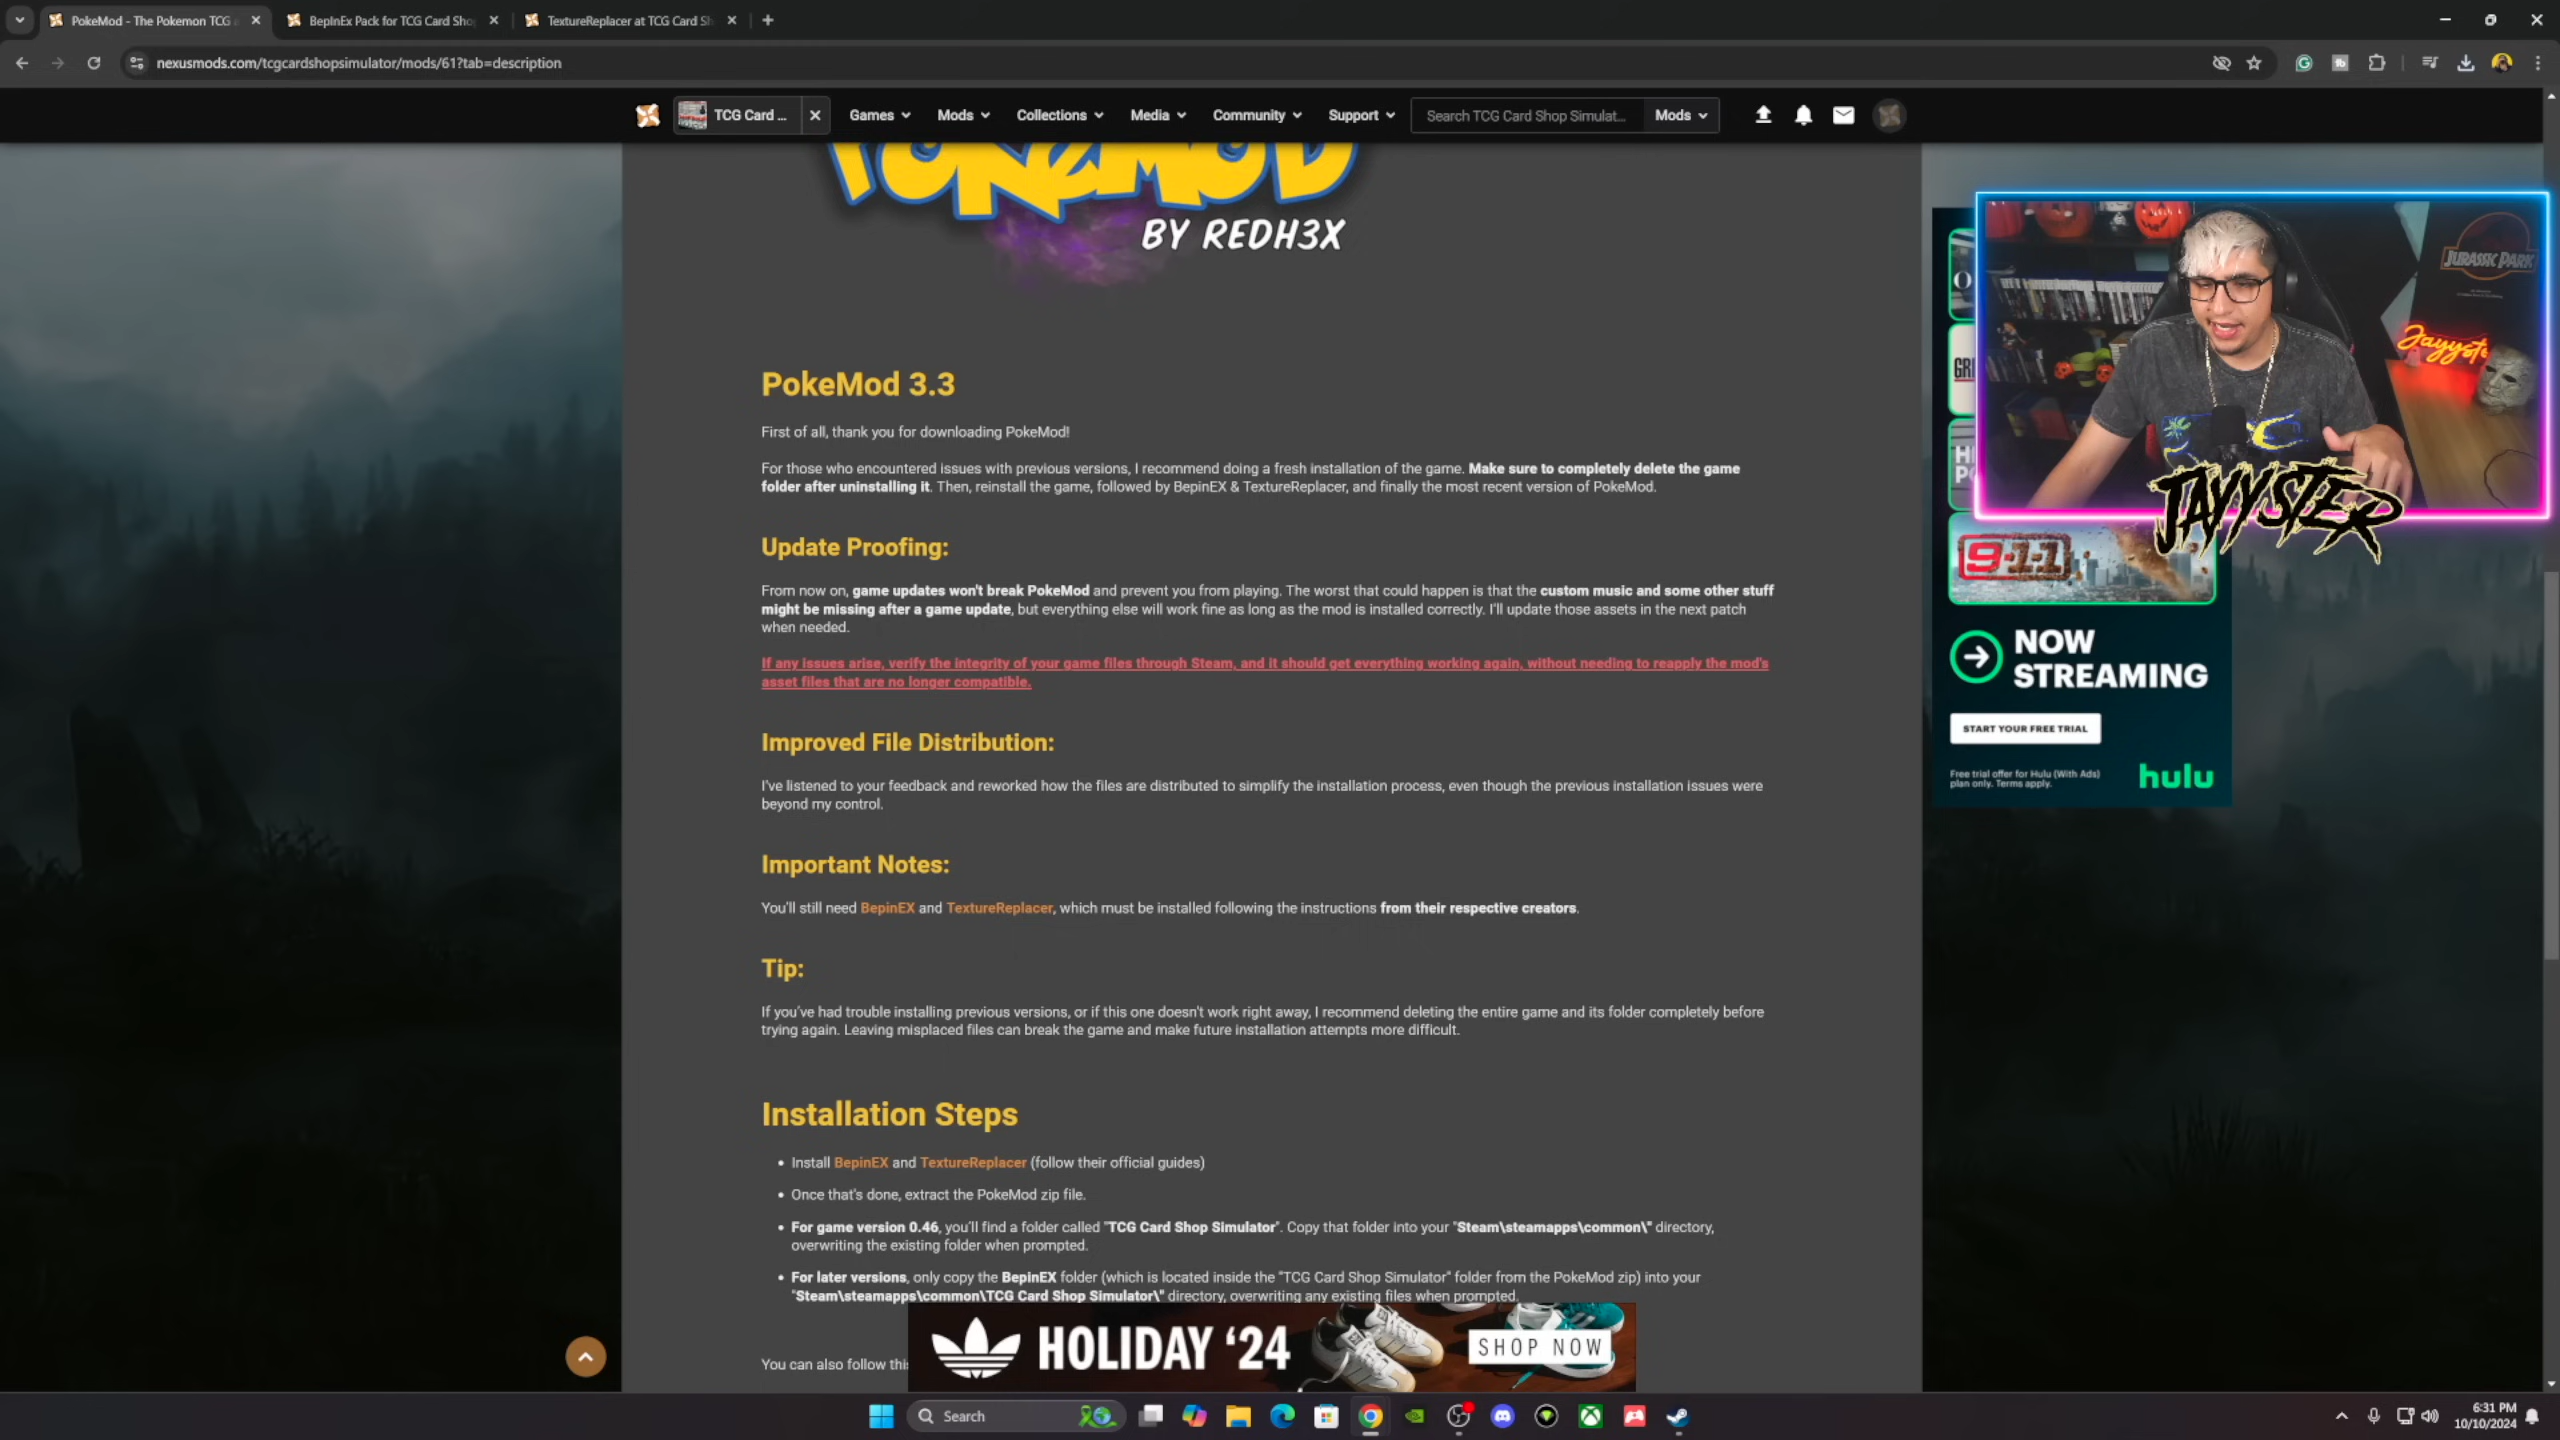 PokeMod - The Pokemon TCG
BepInEx Pack for TCG Card Sho
TextureReplacer at TCG Card Sh
nexusmods.com/tcgcardshopsimulator/mods/61?tab=description
TCG Card ...
Games
Mods
Collections
Media
Community
Support
Search TCG Card Shop Simulat...
Mods
POKéMOD
BY REDH3X
JURASSIC PARK
Jayyste
JAYYSTER
PokeMod 3.3
First of all, thank you for downloading PokeMod!
For those who encountered issues with previous versions, I recommend doing a fresh installation of the game. Make sure to completely delete the game
folder after uninstalling it. Then, reinstall the game, followed by BepinEX & TextureReplacer, and finally the most recent version of PokeMod.
Update Proofing:
From now on, game updates won't break PokeMod and prevent you from playing. The worst that could happen is that the custom music and some other stuff
might be missing after a game update, but everything else will work fine as long as the mod is installed correctly. I'll update those assets in the next patch
when needed.
If any issues arise, verify the integrity of your game files through Steam, and it should get everything working again, without needing to reapply the mod's
asset files that are no longer compatible.
Improved File Distribution:
I've listened to your feedback and reworked how the files are distributed to simplify the installation process, even though the previous installation issues were
beyond my control.
Important Notes:
You'll still need BepinEX and TextureReplacer, which must be installed following the instructions from their respective creators.
Tip:
If you've had trouble installing previous versions, or if this one doesn't work right away, I recommend deleting the entire game and its folder completely before
trying again. Leaving misplaced files can break the game and make future installation attempts more difficult.
Installation Steps
• Install BepinEX and TextureReplacer (follow their official guides)
• Once that's done, extract the PokeMod zip file.
• For game version 0.46, you'll find a folder called "TCG Card Shop Simulator". Copy that folder into your "Steam\steamapps\common\" directory,
overwriting the existing folder when prompted.
• For later versions, only copy the BepinEX folder (which is located inside the "TCG Card Shop Simulator" folder from the PokeMod zip) into your
"Steam\steamapps\common\TCG Card Shop Simulator\" directory, overwriting any existing files when prompted.
You can also follow this
9-1-1
NOW
STREAMING
START YOUR FREE TRIAL
Free trial offer for Hulu (With Ads)
plan only. Terms apply.
hulu
HOLIDAY '24
SHOP NOW
Search
6:31 PM
10/10/2024